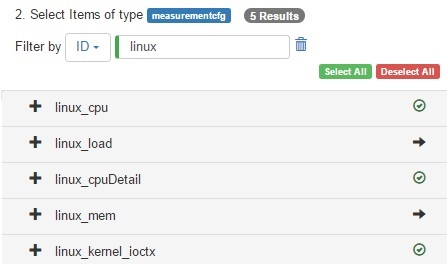 2. Select Items of type measurementcfg 5 Results
Filter by ID linux
Select All Deselect All
linux_cpu
linux_load
linux_cpuDetail
linux_mem
linux_kernel_ioctx